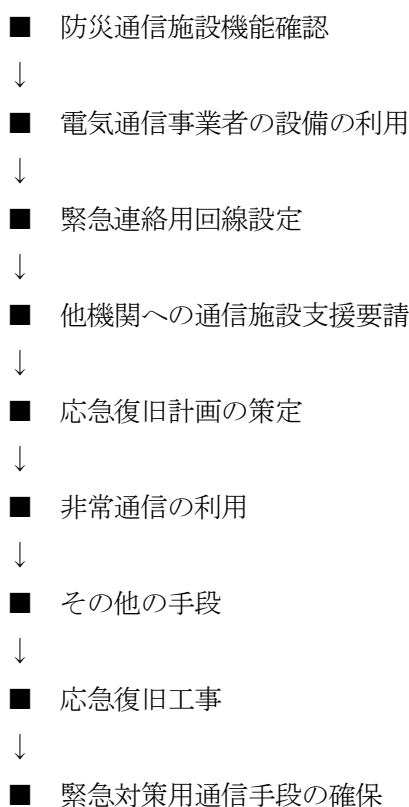 ■ 防災通信施設機能確認
↓
■ 電気通信事業者の設備の利用
↓
■ 緊急連絡用回線設定
↓
■ 他機関への通信施設支援要請
↓
■ 応急復旧計画の策定
↓
■ 非常通信の利用
↓
■ その他の手段
↓
■ 応急復旧工事
↓
■ 緊急対策用通信手段の確保